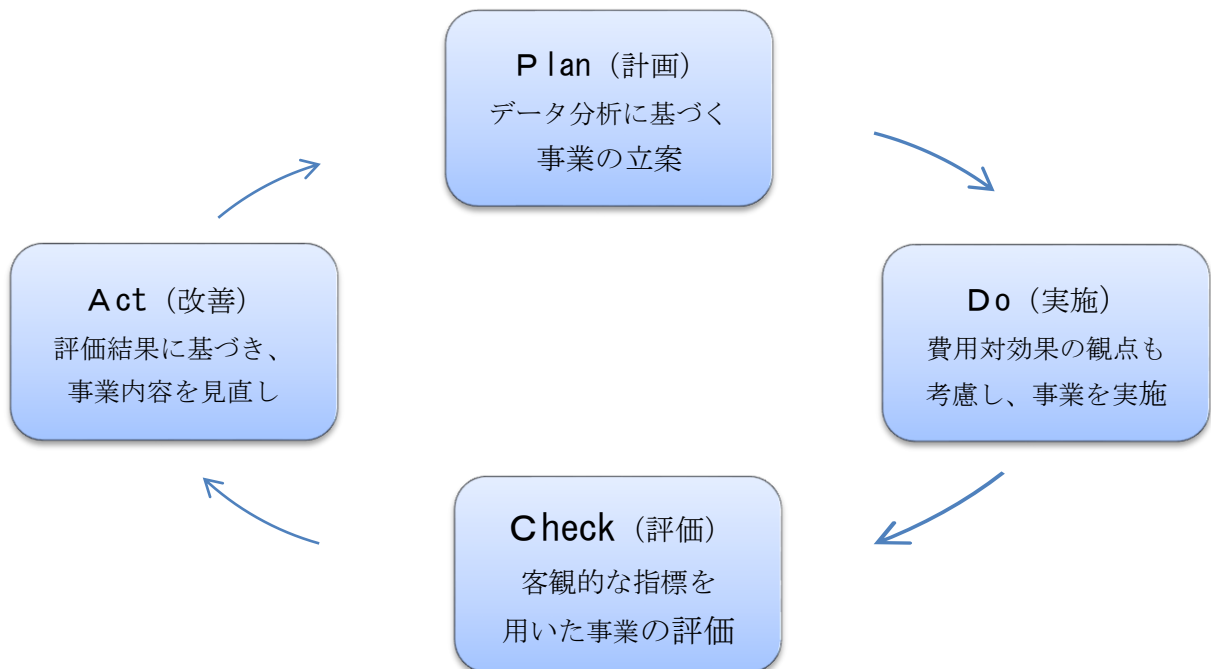 Plan（計画）
データ分析に基づく
事業の立案
Do（実施）
費用対効果の観点も
考慮し、事業を実施
Check（評価）
客観的な指標を
用いた事業の評価
Act（改善）
評価結果に基づき、
事業内容を見直し